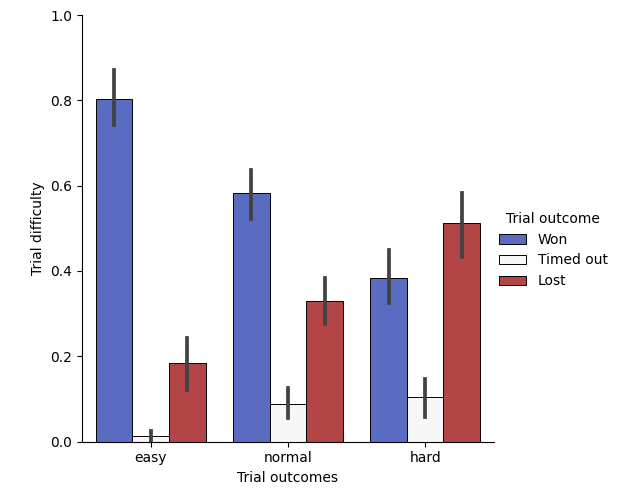 1.0
0.8
0.6
0.4
0.2
0.0
Trial difficulty
easy
normal
hard
Trial outcomes
Trial outcome
Won
Timed out
Lost